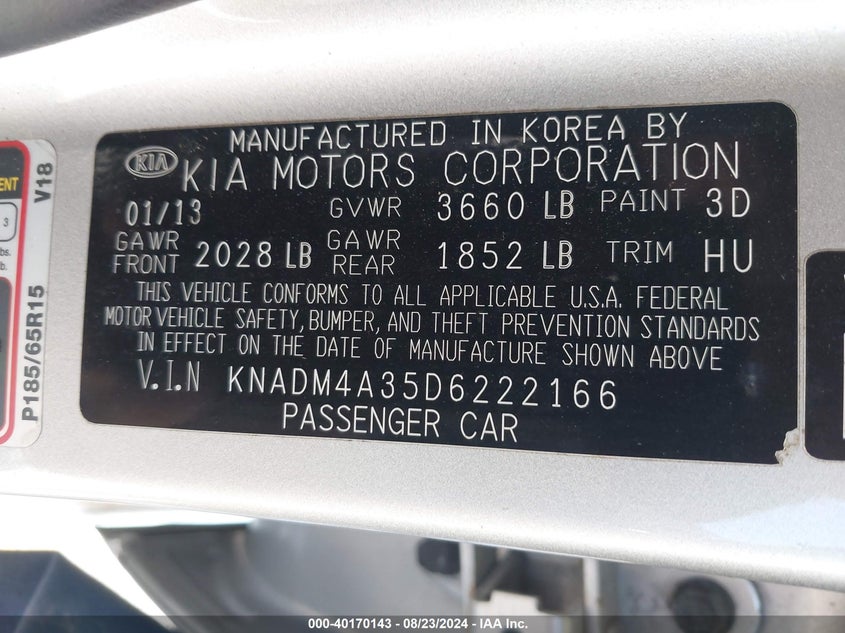 MANUFACTURED IN KOREA BY
KIA KIA MOTORS CORPORATION
01/13 GVWR 3660 LB PAINT 3D
GAWR FRONT 2028 LB GAWR REAR 1852 LB TRIM HU
THIS VEHICLE CONFORMS TO ALL APPLICABLE U.S.A. FEDERAL
MOTOR VEHICLE SAFETY, BUMPER, AND THEFT PREVENTION STANDARDS
IN EFFECT ON THE DATE OF MANUFACTURE SHOWN ABOVE
V.I.N KNADM4A35D6222166
PASSENGER CAR
P185/65R15 V18
3
000-40170143 - 08/23/2024 - IAA Inc.